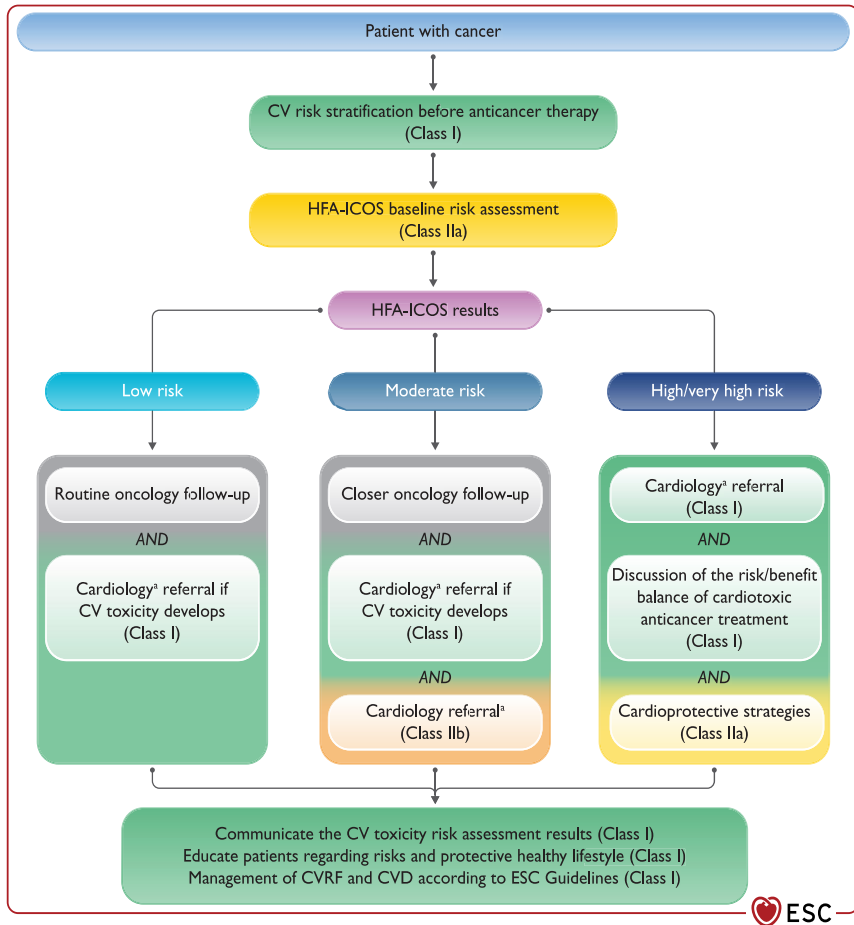 Patient with cancer
CV risk stratification before anticancer therapy
(Class I)
HFA-ICOS baseline risk assessment
(Class IIa)
HFA-ICOS results
Low risk
Moderate risk
High/very high risk
Routine oncology follow-up
AND
Cardiologyᵃ referral if
CV toxicity develops
(Class I)
Closer oncology follow-up
AND
Cardiologyᵃ referral if
CV toxicity develops
(Class I)
AND
Cardiology referralᵃ
(Class IIb)
Cardiologyᵃ referral
(Class I)
AND
Discussion of the risk/benefit
balance of cardiotoxic
anticancer treatment
(Class I)
AND
Cardioprotective strategies
(Class IIa)
Communicate the CV toxicity risk assessment results (Class I)
Educate patients regarding risks and protective healthy lifestyle (Class I)
Management of CVRF and CVD according to ESC Guidelines (Class I)
ESC